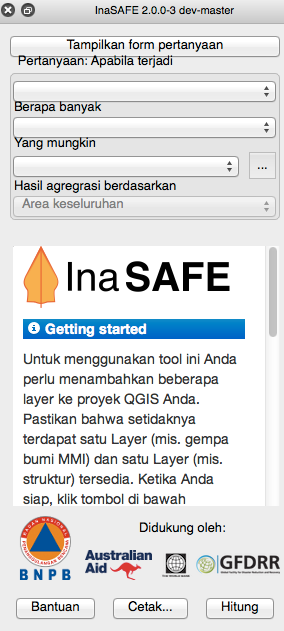 InaSAFE 2.0.0-3 dev-master
Tampilkan form pertanyaan
Pertanyaan: Apabila terjadi
Berapa banyak
Yang mungkin
...
Hasil agregrasi berdasarkan
Area keseluruhan
InaSAFE
Getting started
Untuk menggunakan tool ini Anda
perlu menambahkan beberapa
layer ke proyek QGIS Anda.
Pastikan bahwa setidaknya
terdapat satu Layer (mis. gempa
bumi MMI) dan satu Layer (mis.
struktur) tersedia. Ketika Anda
siap, klik tombol di bawah
Didukung oleh:
BNPB
Australian
Aid
THE WORLD BANK
GFDRR
Bantuan
Cetak...
Hitung